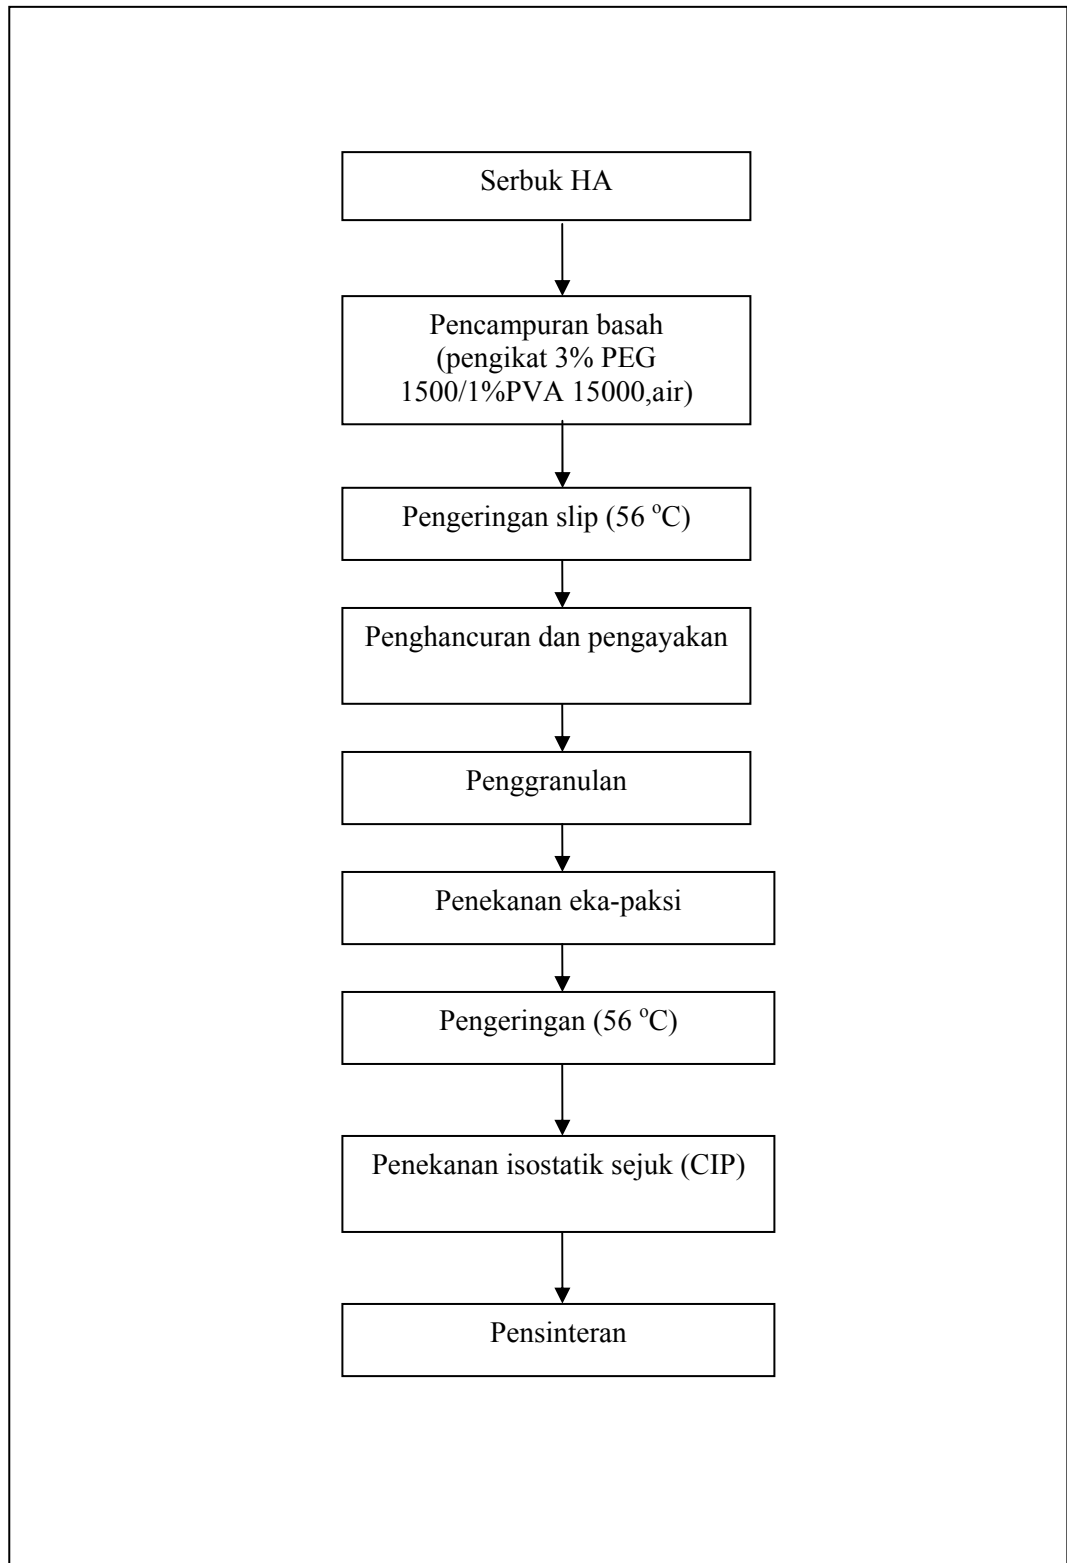 Serbuk HA
Pencampuran basah
(pengikat 3% PEG
1500/1%PVA 15000,air)
Pengeringan slip (56 °C)
Penghancuran dan pengayakan
Penggranulan
Penekanan eka-paksi
Pengeringan (56 °C)
Penekanan isostatik sejuk (CIP)
Pensinteran